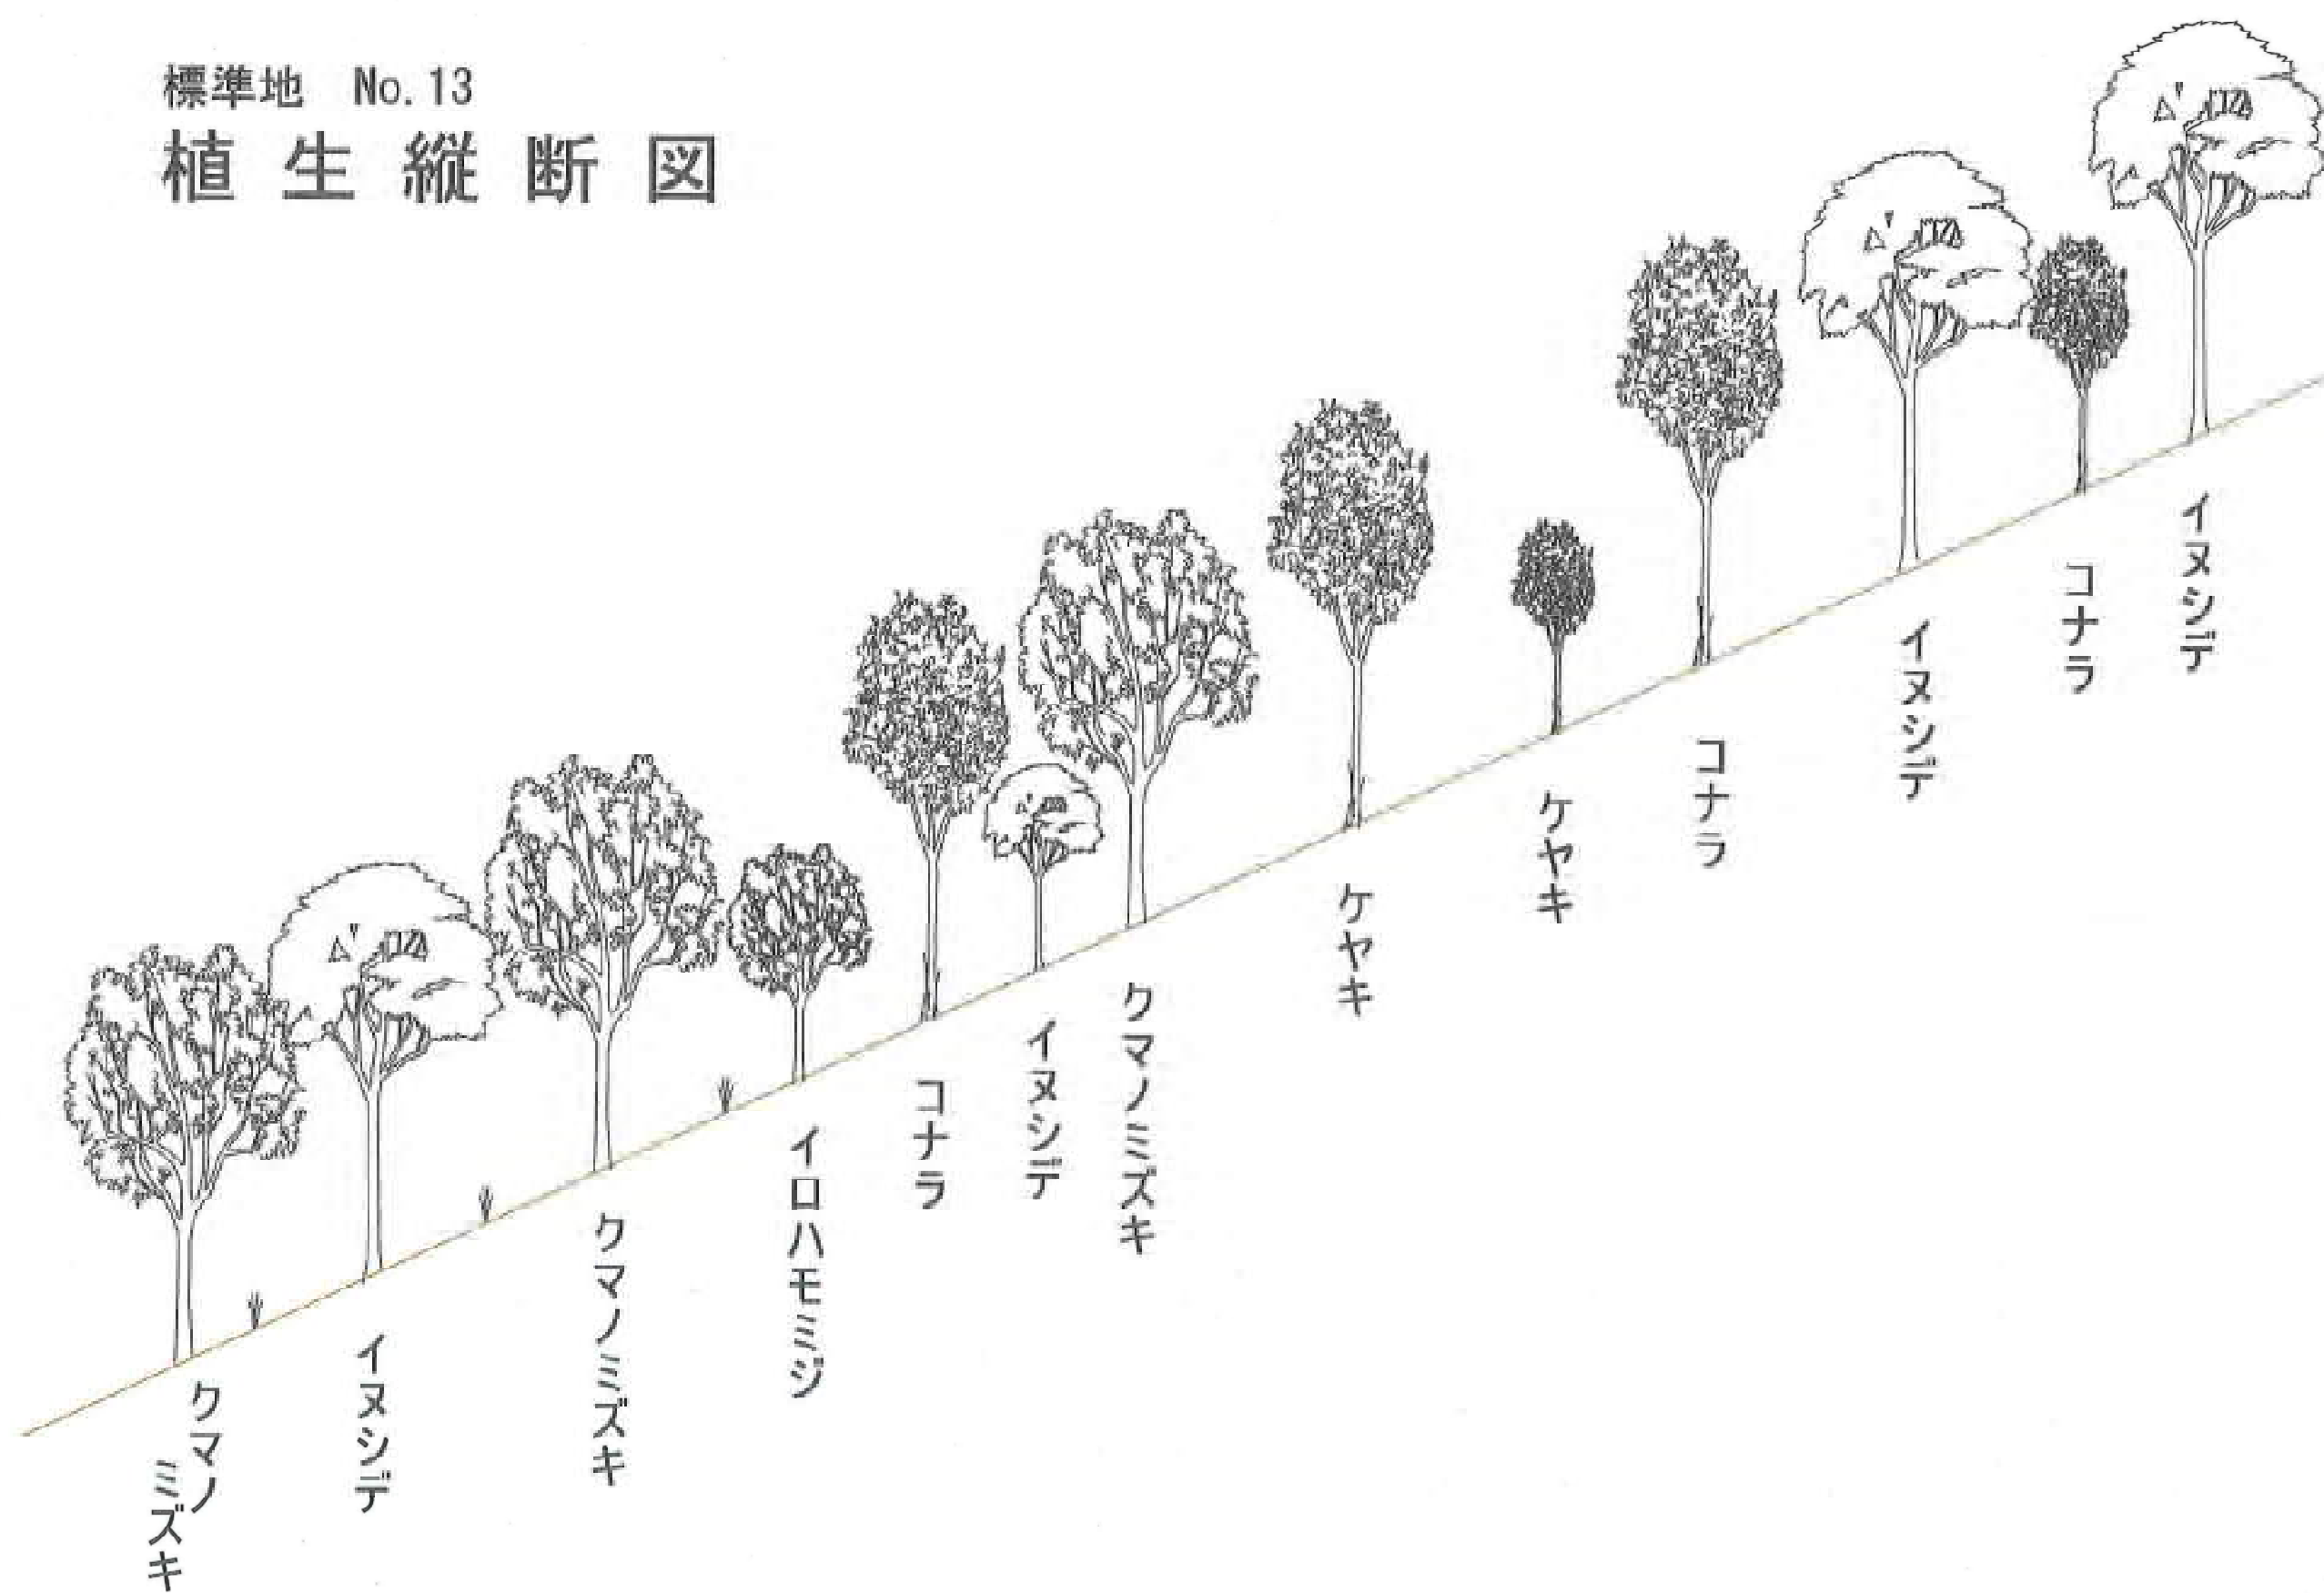 標準地　No.13
植生縦断図
クマノ
ミズキ
イヌシデ
クマノミズキ
イロハモミジ
コナラ
イヌシデ
クマノミズキ
ケヤキ
ケヤキ
コナラ
イヌシデ
コナラ
イヌシデ